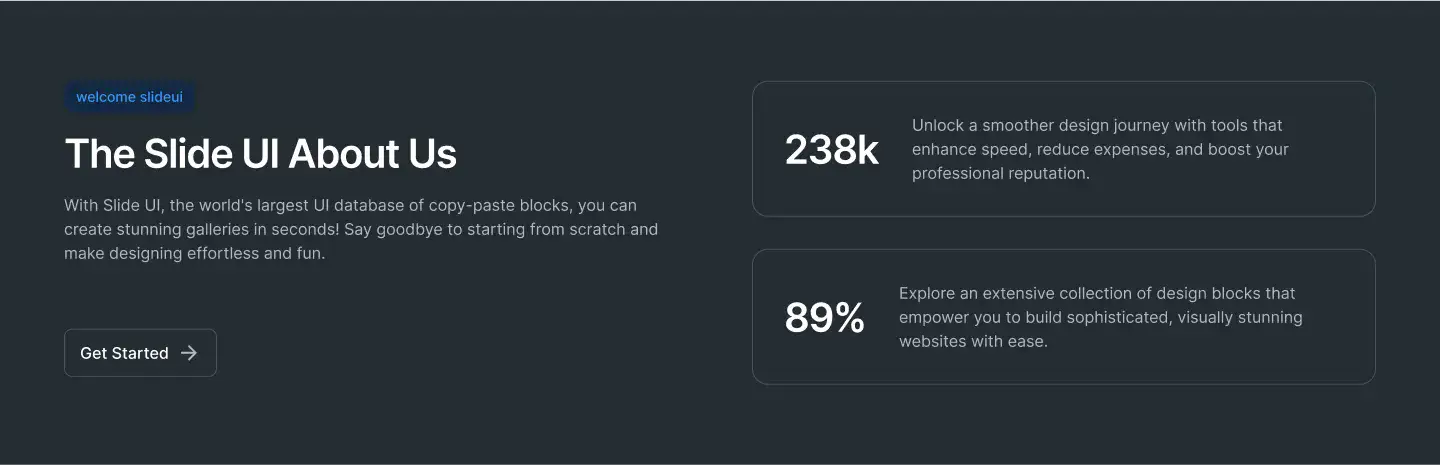 welcome slideui
The Slide UI About Us
With Slide UI, the world's largest UI database of copy-paste blocks, you can
create stunning galleries in seconds! Say goodbye to starting from scratch and
make designing effortless and fun.
Get Started
238k
Unlock a smoother design journey with tools that
enhance speed, reduce expenses, and boost your
professional reputation.
89%
Explore an extensive collection of design blocks that
empower you to build sophisticated, visually stunning
websites with ease.